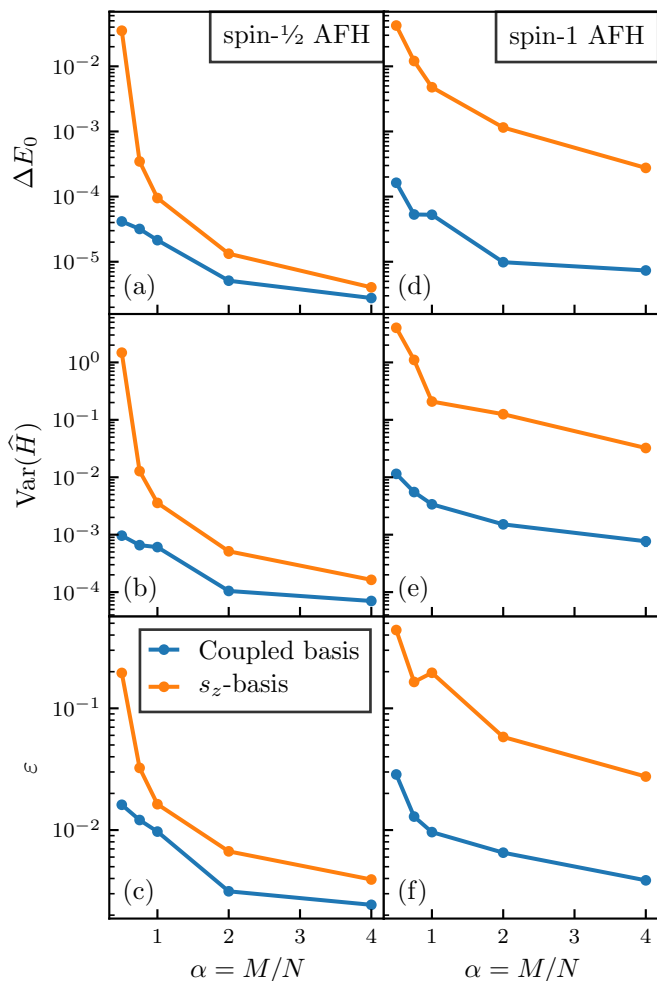 spin-½ AFH
spin-1 AFH
10⁻²
10⁻³
10⁻⁴
10⁻⁵
ΔE₀
(a)
(d)
10⁰
10⁻¹
10⁻²
10⁻³
10⁻⁴
Var(Ĥ)
(b)
(e)
Coupled basis
s_z-basis
10⁻¹
10⁻²
ε
(c)
(f)
1 2 3 4
1 2 3 4
α = M/N
α = M/N